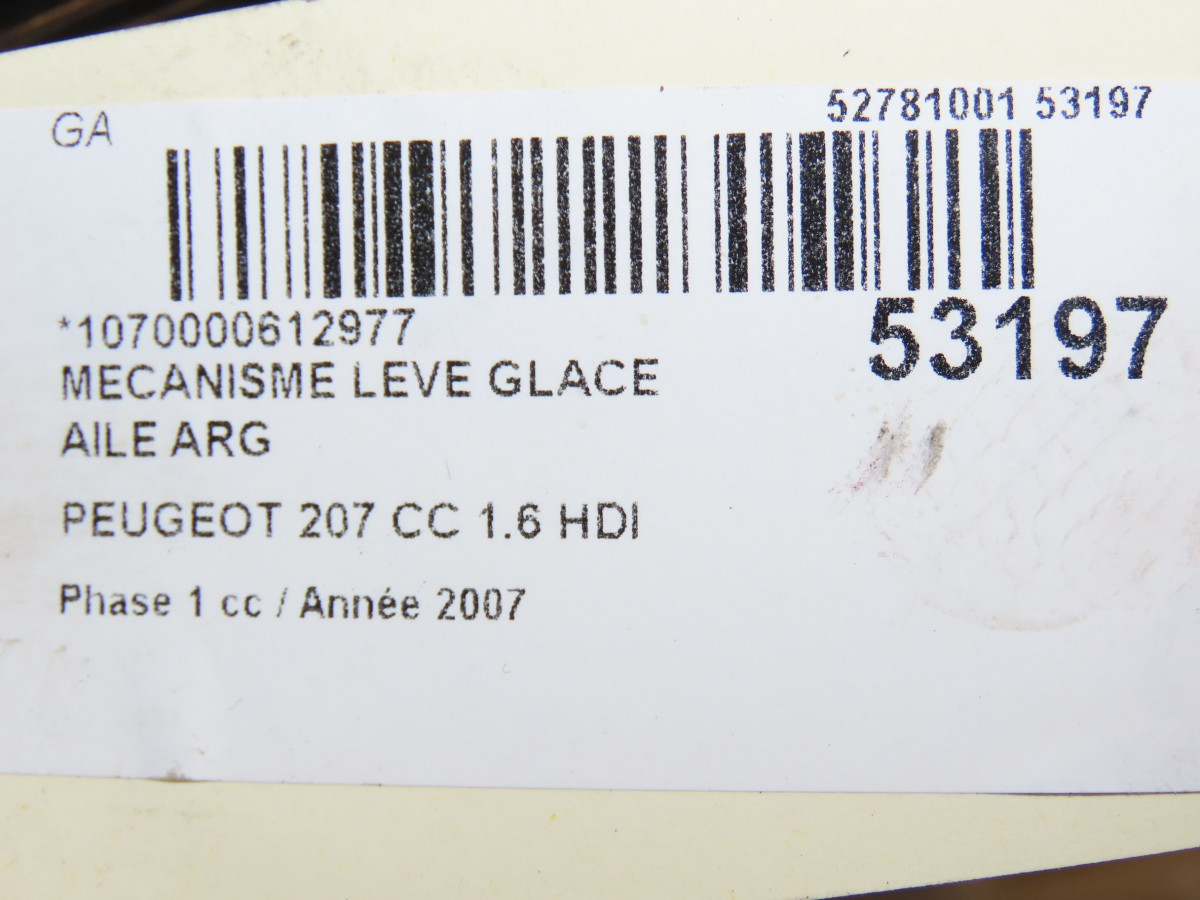 GA
52781001 53197
*1070000612977
53197
MECANISME LEVE GLACE
AILE ARG
PEUGEOT 207 CC 1.6 HDI
Phase 1 cc / Année 2007